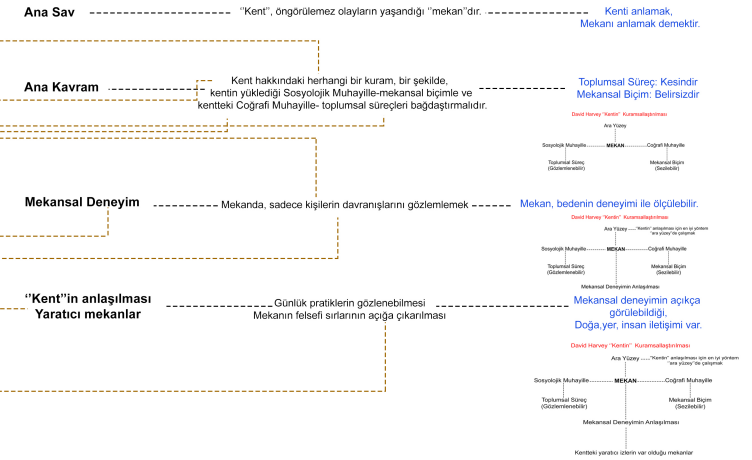 Ana Sav
‘’Kent’’, öngörülemez olayların yaşandığı ‘’mekan’’dır.
Kenti anlamak,
Mekanı anlamak demektir.
Ana Kavram
Kent hakkındaki herhangi bir kuram, bir şekilde,
kentin yüklediği Sosyolojik Muhayille-mekansal biçimle ve
kentteki Coğrafi Muhayille- toplumsal süreçleri bağdaştırmalıdır.
Toplumsal Süreç: Kesindir
Mekansal Biçim: Belirsizdir
David Harvey ‘’Kentin’’ Kuramsallaştırılması
Ara Yüzey
Sosyolojik Muhayille
MEKAN
Coğrafi Muhayille
Toplumsal Süreç
(Gözlemlenebilir)
Mekansal Biçim
(Sezilebilir)
Mekansal Deneyim
Mekanda, sadece kişilerin davranışlarını gözlemlemek
Mekan, bedenin deneyimi ile ölçülebilir.
David Harvey ‘’Kentin’’ Kuramsallaştırılması
Ara Yüzey
‘’Kentin’’ anlaşılması için en iyi yöntem
‘’ara yüzey’’de çalışmak
Sosyolojik Muhayille
MEKAN
Coğrafi Muhayille
Toplumsal Süreç
(Gözlemlenebilir)
Mekansal Biçim
(Sezilebilir)
Mekansal Deneyimin Anlaşılması
‘’Kent’’in anlaşılması
Yaratıcı mekanlar
Günlük pratiklerin gözlenebilmesi
Mekanın felsefi sırlarının açığa çıkarılması
Mekansal deneyimin açıkça
görülebildiği,
Doğa,yer, insan iletişimi var.
David Harvey ‘’Kentin’’ Kuramsallaştırılması
Ara Yüzey
‘’Kentin’’ anlaşılması için en iyi yöntem
‘’ara yüzey’’de çalışmak
Sosyolojik Muhayille
MEKAN
Coğrafi Muhayille
Toplumsal Süreç
(Gözlemlenebilir)
Mekansal Biçim
(Sezilebilir)
Mekansal Deneyimin Anlaşılması
Kentteki yaratıcı izlerin var olduğu mekanlar